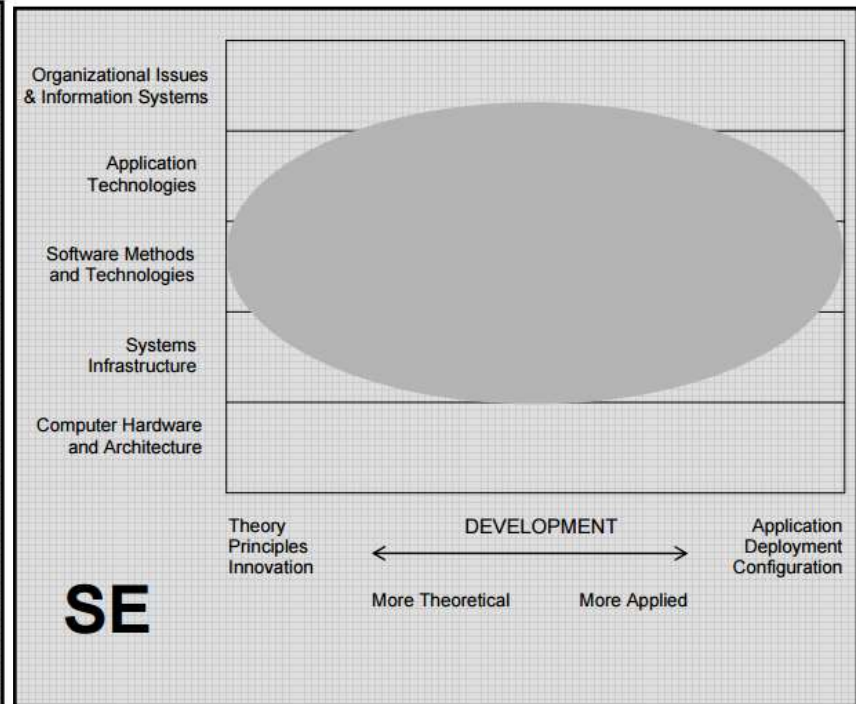 Organizational Issues
& Information Systems
Application
Technologies
Software Methods
and Technologies
Systems
Infrastructure
Computer Hardware
and Architecture
Theory
Principles
Innovation
DEVELOPMENT
Application
Deployment
Configuration
More Theoretical
More Applied
SE